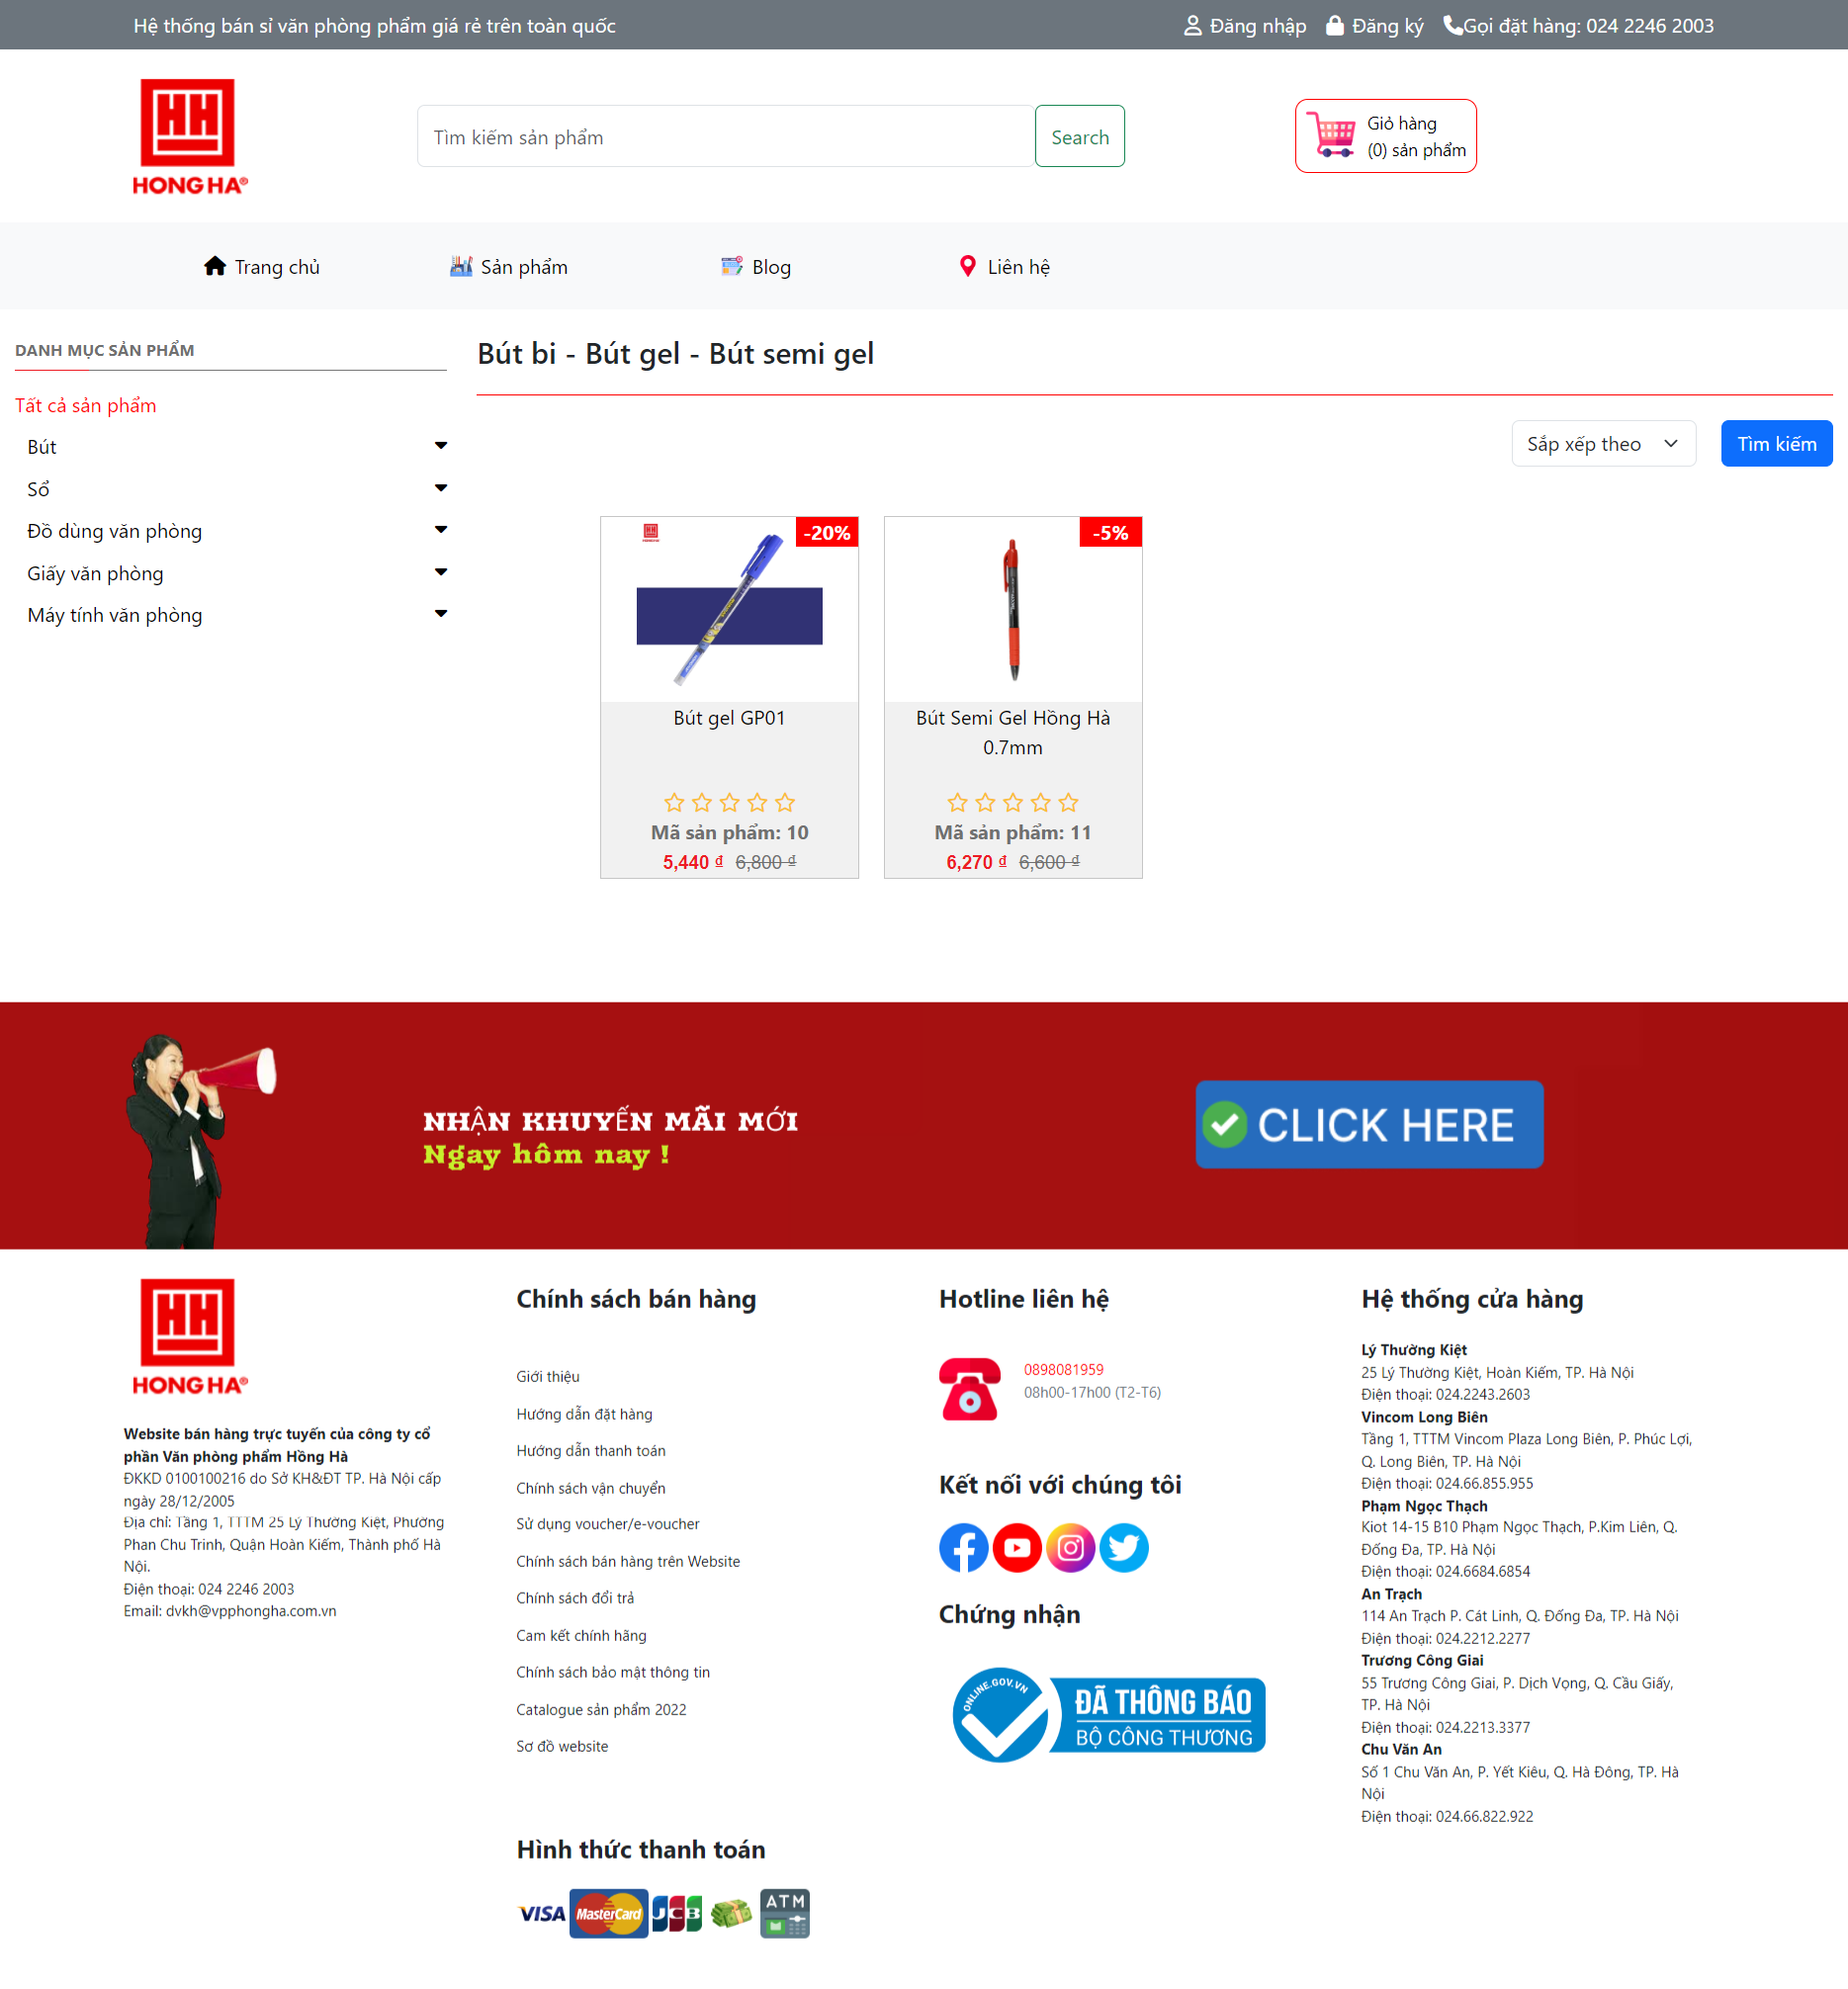 Hệ thống bán sỉ văn phòng phẩm giá rẻ trên toàn quốc
Đăng nhập
Đăng ký
Gọi đặt hàng: 024 2246 2003
HH
HONG HA®
Tìm kiếm sản phẩm
Search
Giỏ hàng
(0) sản phẩm
Trang chủ
Sản phẩm
Blog
Liên hệ
DANH MỤC SẢN PHẨM
Tất cả sản phẩm
Bút
Sổ
Đồ dùng văn phòng
Giấy văn phòng
Máy tính văn phòng
Bút bi - Bút gel - Bút semi gel
Sắp xếp theo
Tìm kiếm
-20%
Bút gel GP01
Mã sản phẩm: 10
5,440 ₫ 6,800 ₫
-5%
Bút Semi Gel Hồng Hà
0.7mm
Mã sản phẩm: 11
6,270 ₫ 6,600 ₫
NHẬN KHUYẾN MÃI MỚI
Ngay hôm nay !
CLICK HERE
HH
HONG HA®
Website bán hàng trực tuyến của công ty cổ
phần Văn phòng phẩm Hồng Hà
ĐKKD 0100100216 do Sở KH&ĐT TP. Hà Nội cấp
ngày 28/12/2005
Địa chỉ: Tầng 1, TTTM 25 Lý Thường Kiệt, Phường
Phan Chu Trinh, Quận Hoàn Kiếm, Thành phố Hà
Nội.
Điện thoại: 024 2246 2003
Email: dvkh@vpphongha.com.vn
Chính sách bán hàng
Giới thiệu
Hướng dẫn đặt hàng
Hướng dẫn thanh toán
Chính sách vận chuyển
Sử dụng voucher/e-voucher
Chính sách bán hàng trên Website
Chính sách đổi trả
Cam kết chính hãng
Chính sách bảo mật thông tin
Catalogue sản phẩm 2022
Sơ đồ website
Hình thức thanh toán
VISA
MasterCard
JCB
ATM
Hotline liên hệ
0898081959
08h00-17h00 (T2-T6)
Kết nối với chúng tôi
Chứng nhận
ONLINE.GOV.VN
ĐÃ THÔNG BÁO
BỘ CÔNG THƯƠNG
Hệ thống cửa hàng
Lý Thường Kiệt
25 Lý Thường Kiệt, Hoàn Kiếm, TP. Hà Nội
Điện thoại: 024.2243.2603
Vincom Long Biên
Tầng 1, TTTM Vincom Plaza Long Biên, P. Phúc Lợi,
Q. Long Biên, TP. Hà Nội
Điện thoại: 024.66.855.955
Phạm Ngọc Thạch
Kiot 14-15 B10 Phạm Ngọc Thạch, P.Kim Liên, Q.
Đống Đa, TP. Hà Nội
Điện thoại: 024.6684.6854
An Trạch
114 An Trạch P. Cát Linh, Q. Đống Đa, TP. Hà Nội
Điện thoại: 024.2212.2277
Trương Công Giai
55 Trương Công Giai, P. Dịch Vọng, Q. Cầu Giấy,
TP. Hà Nội
Điện thoại: 024.2213.3377
Chu Văn An
Số 1 Chu Văn An, P. Yết Kiêu, Q. Hà Đông, TP. Hà
Nội
Điện thoại: 024.66.822.922